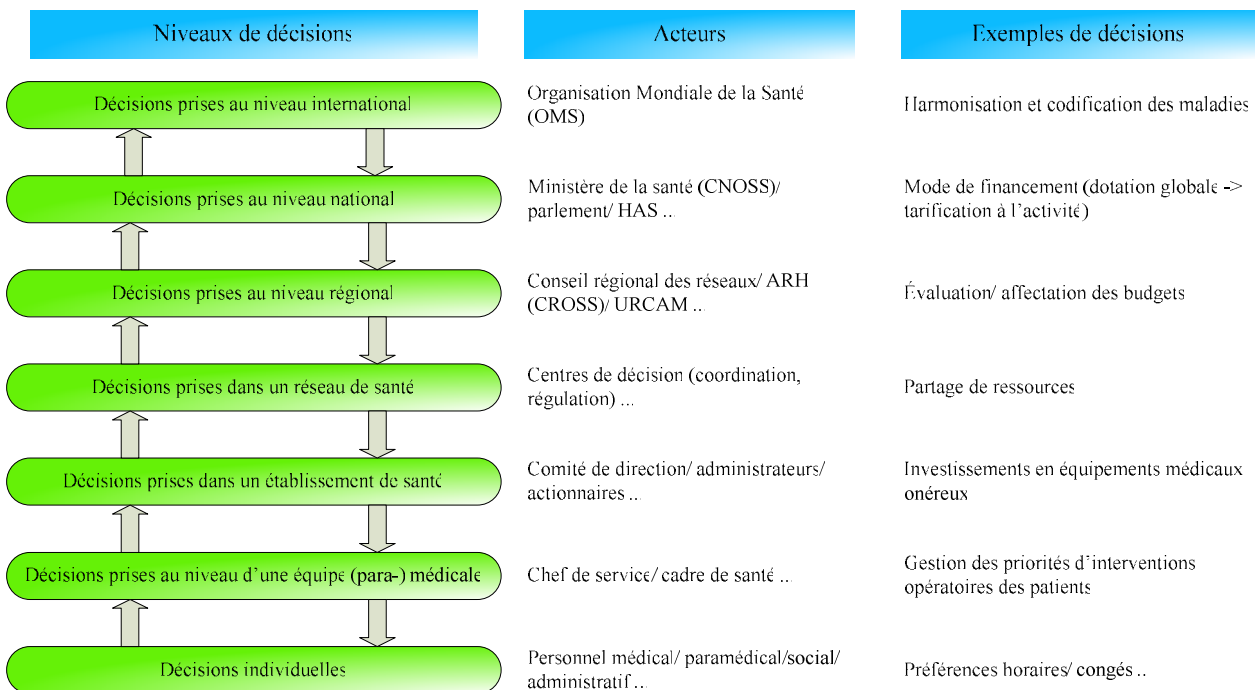 Niveaux de décisions
Acteurs
Exemples de décisions
Décisions prises au niveau international
Organisation Mondiale de la Santé
(OMS)
Harmonisation et codification des maladies
Décisions prises au niveau national
Ministère de la santé (CNOSS)/
parlement/ HAS ...
Mode de financement (dotation globale ->
tarification à l'activité)
Décisions prises au niveau régional
Conseil régional des réseaux/ ARH
(CROSS)/ URCAM ...
Évaluation/ affectation des budgets
Décisions prises dans un réseau de santé
Centres de décision (coordination,
régulation) ...
Partage de ressources
Décisions prises dans un établissement de santé
Comité de direction/ administrateurs/
actionnaires ...
Investissements en équipements médicaux
onéreux
Décisions prises au niveau d'une équipe (para-) médicale
Chef de service/ cadre de santé ...
Gestion des priorités d'interventions
opératoires des patients
Décisions individuelles
Personnel médical/ paramédical/social/
administratif ...
Préférences horaires/ congés ..